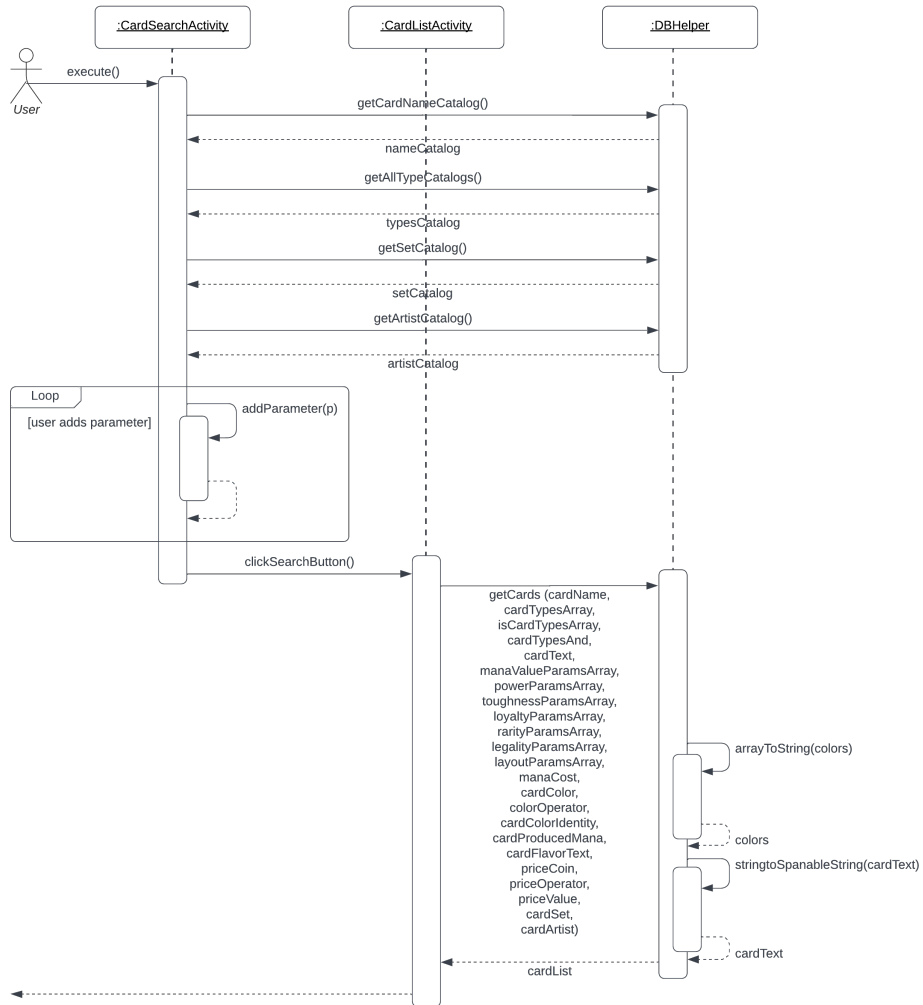 :CardSearchActivity
:CardListActivity
:DBHelper
execute()
User
getCardNameCatalog()
nameCatalog
getAllTypeCatalogs()
typesCatalog
getSetCatalog()
setCatalog
getArtistCatalog()
artistCatalog
Loop
[user adds parameter]
addParameter(p)
clickSearchButton()
getCards (cardName,
cardTypesArray,
isCardTypesArray,
cardTypesAnd,
cardText,
manaValueParamsArray,
powerParamsArray,
toughnessParamsArray,
loyaltyParamsArray,
rarityParamsArray,
legalityParamsArray,
layoutParamsArray,
manaCost,
cardColor,
colorOperator,
cardColorIdentity,
cardProducedMana,
cardFlavorText,
priceCoin,
priceOperator,
priceValue,
cardSet,
cardArtist)
arrayToString(colors)
colors
stringtoSpanableString(cardText)
cardText
cardList